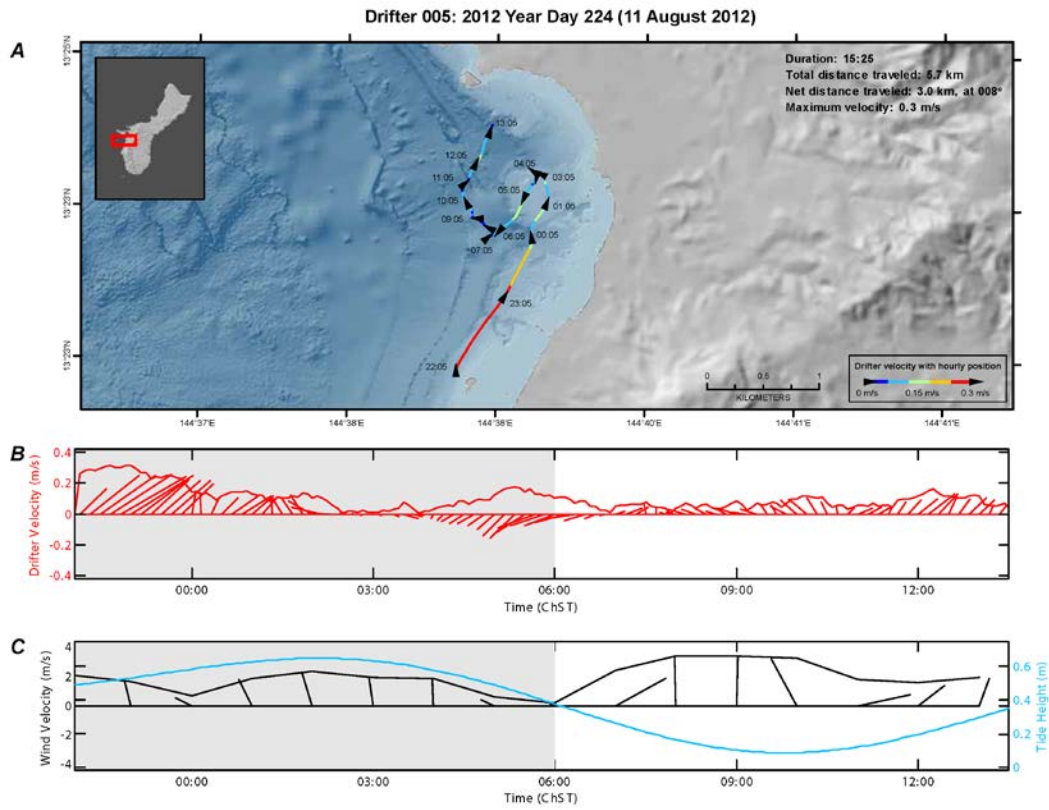 Drifter 005: 2012 Year Day 224 (11 August 2012)
A
13°25'N
13°23'N
13°23'N
Duration: 15:25
Total distance traveled: 5.7 km
Net distance traveled: 3.0 km, at 008°
Maximum velocity: 0.3 m/s
13:05
12:05
11:05
10:05
09:05
07:05
06:05
05:05
04:05
03:05
01:05
00:05
23:05
22:05
0 0.5 1
KILOMETERS
Drifter velocity with hourly position
0 m/s 0.15 m/s 0.3 m/s
144°37'E 144°38'E 144°38'E 144°40'E 144°41'E 144°41'E
B
Drifter Velocity (m/s)
0.4
0.2
0
-0.2
-0.4
00:00 03:00 06:00 09:00 12:00
Time (ChST)
C
Wind Velocity (m/s)
4
2
0
-2
-4
Tide Height (m)
0.6
0.4
0.2
0
00:00 03:00 06:00 09:00 12:00
Time (ChST)